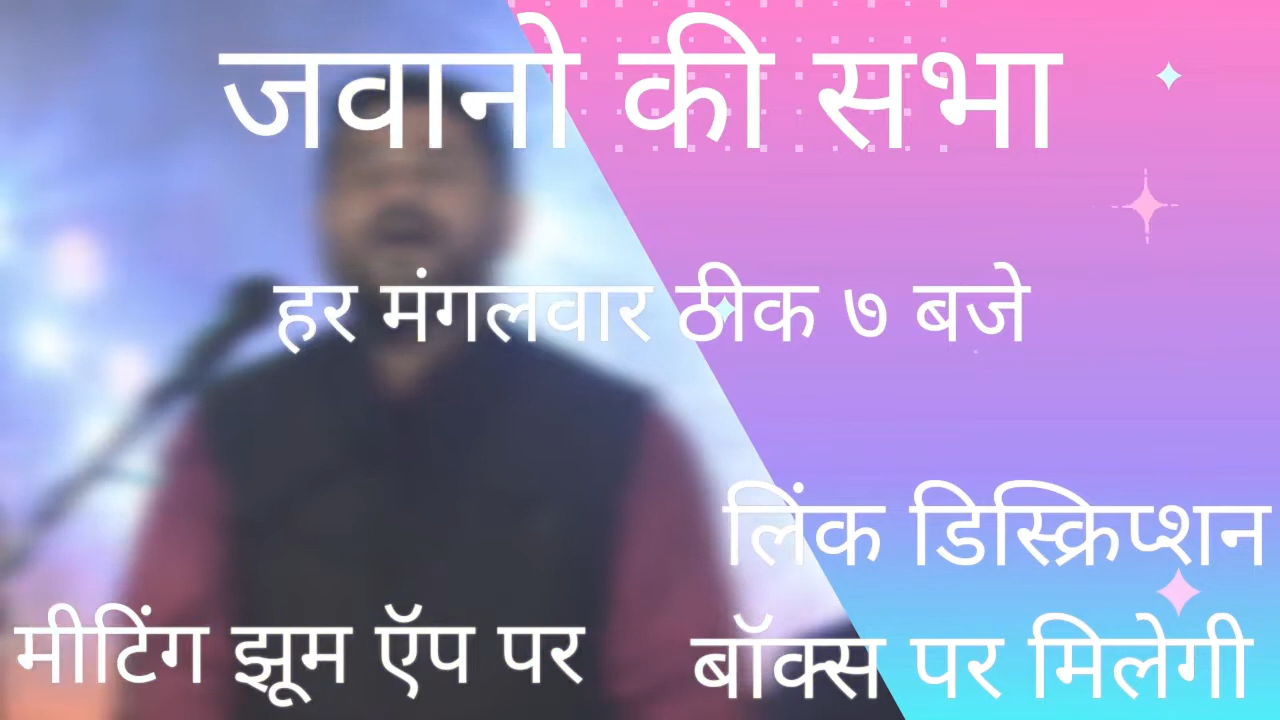 जवानो की सभा
हर मंगलवार ठीक ७ बजे
लिंक डिस्क्रिप्शन
बॉक्स पर मिलेगी
मीटिंग झूम ऍप पर